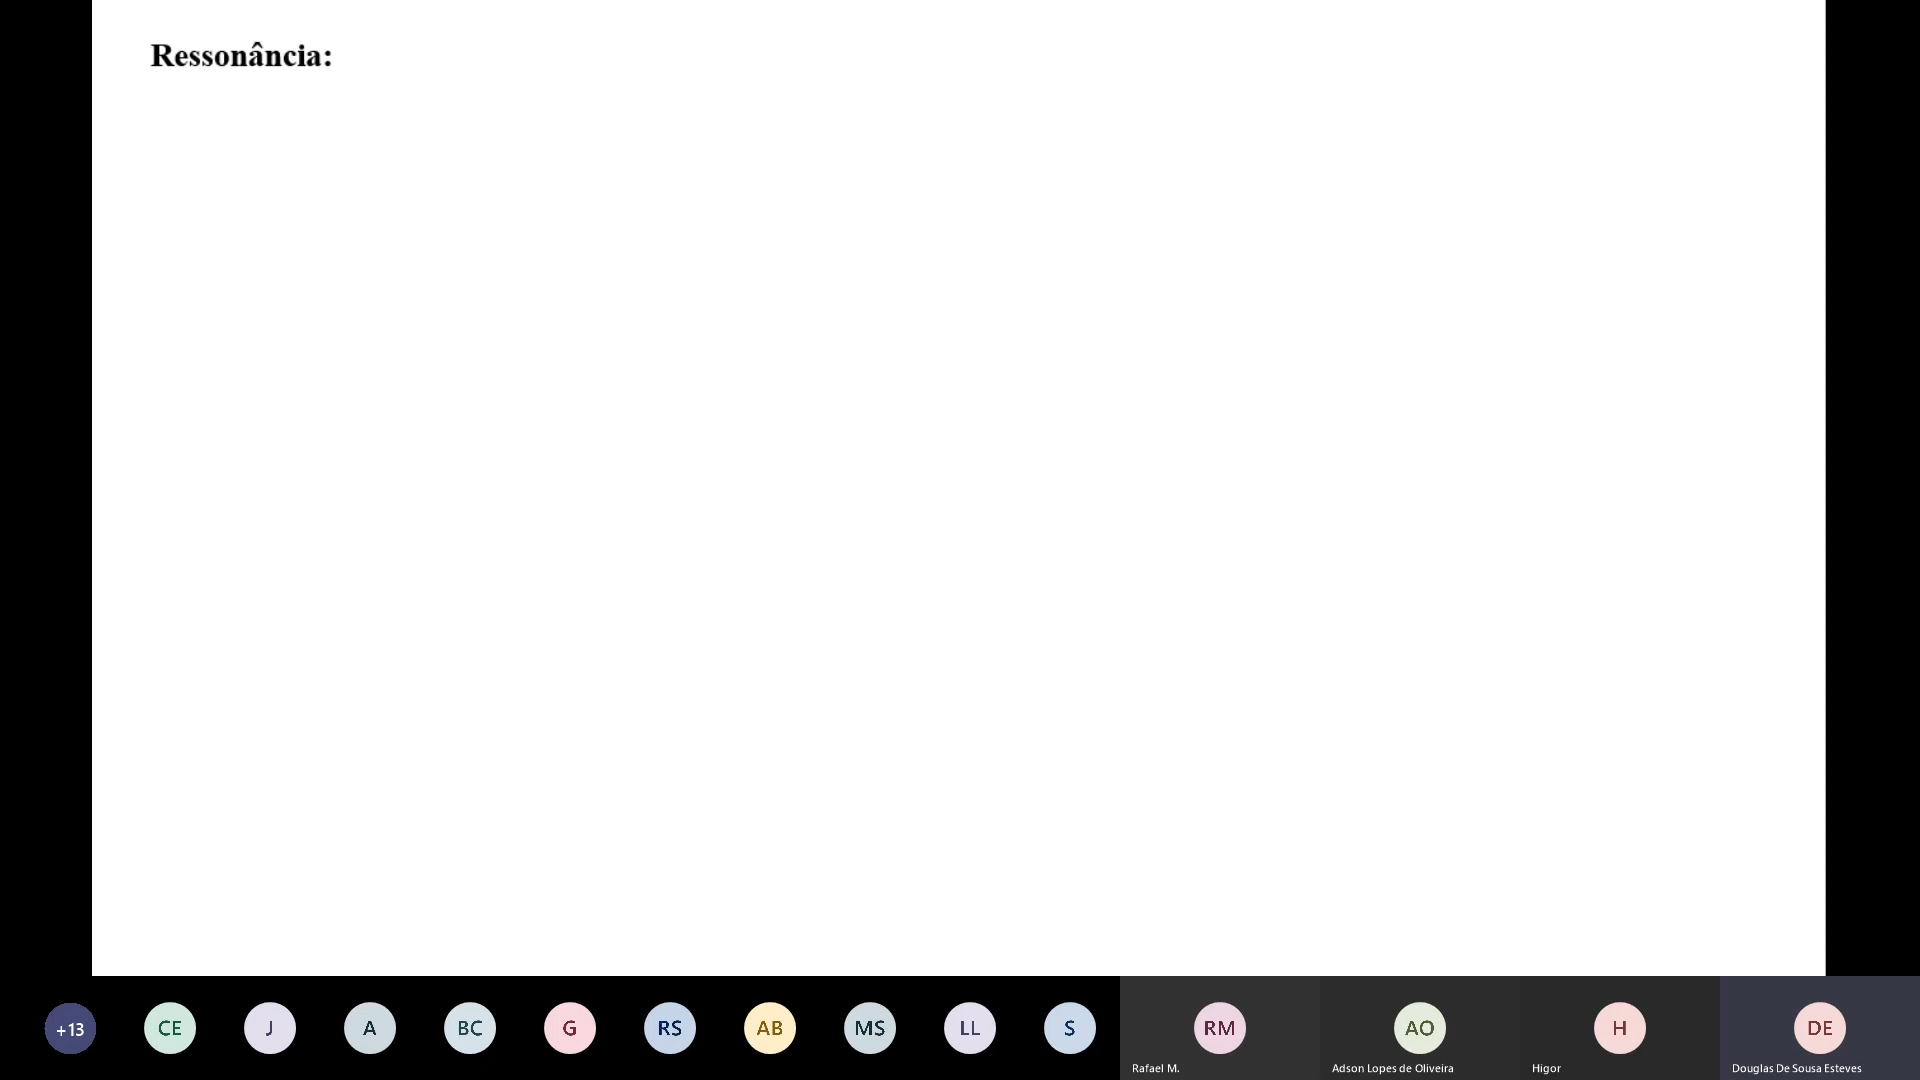 Ressonância:
+13
CE
J
A
BC
G
RS
AB
MS
LL
S
RM
AO
H
DE
Rafael M.
Adson Lopes de Oliveira
Higor
Douglas De Sousa Esteves